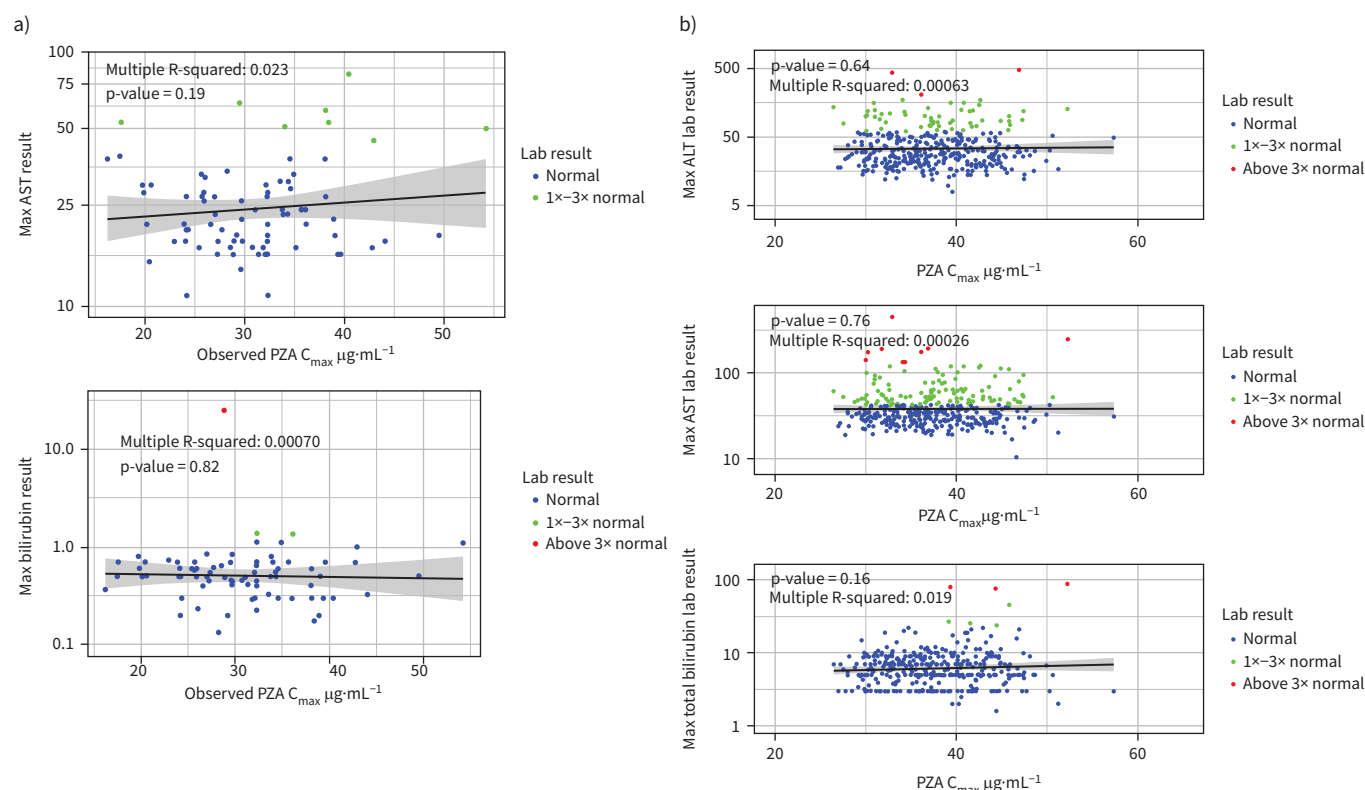 a)
100
75
50
25
10
Max AST result
Multiple R-squared: 0.023
p-value = 0.19
20 30 40 50
Observed PZA Cmax µg·mL−1
Lab result
Normal
1×−3× normal
10.0
1.0
0.1
Max bilirubin result
Multiple R-squared: 0.00070
p-value = 0.82
20 30 40 50
Observed PZA Cmax µg·mL−1
Lab result
Normal
1×−3× normal
Above 3× normal
b)
500
50
5
Max ALT lab result
p-value = 0.64
Multiple R-squared: 0.00063
20 40 60
PZA Cmax µg·mL−1
Lab result
Normal
1×−3× normal
Above 3× normal
100
10
Max AST lab result
p-value = 0.76
Multiple R-squared: 0.00026
20 40 60
PZA Cmaxµg·mL−1
Lab result
Normal
1×−3× normal
Above 3× normal
100
10
1
Max total bilirubin lab result
p-value = 0.16
Multiple R-squared: 0.019
20 40 60
PZA Cmax µg·mL−1
Lab result
Normal
1×−3× normal
Above 3× normal